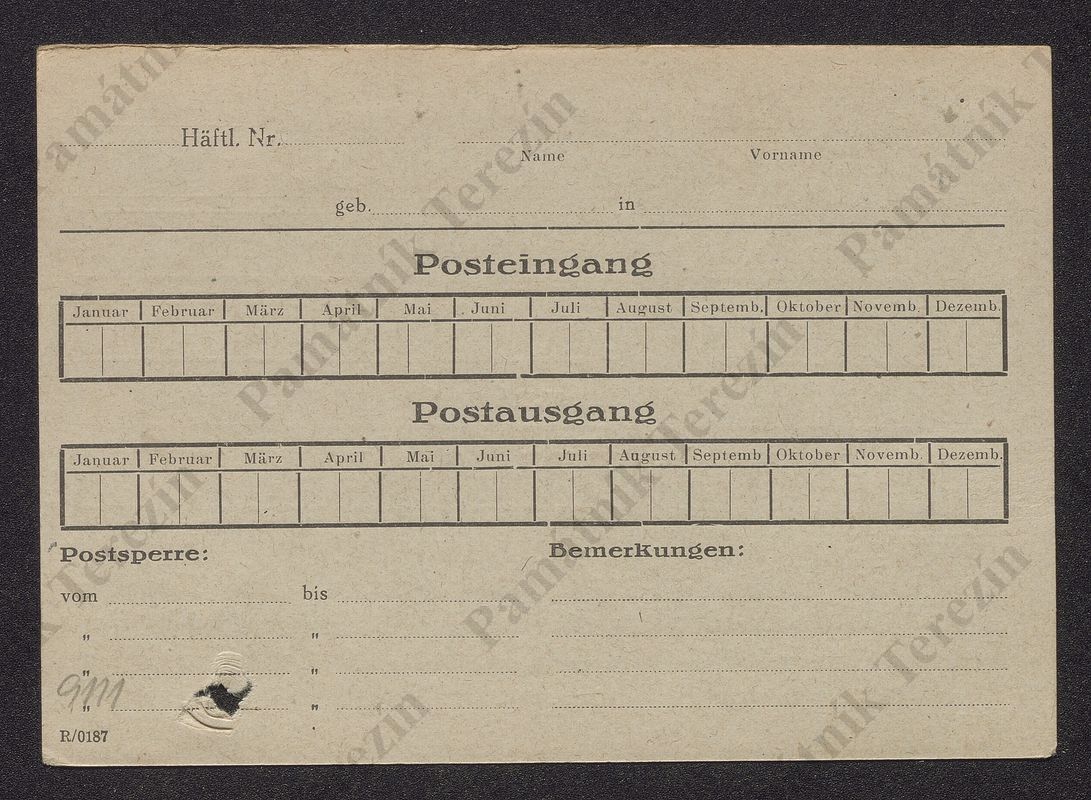 Häftl. Nr.
Name Vorname
geb. in
Posteingang
Januar Februar März April Mai Juni Juli August Septemb. Oktober Novemb. Dezemb.
Postausgang
Januar Februar März April Mai Juni Juli August Septemb Oktober Novemb. Dezemb.
Postsperre: Bemerkungen:
vom bis
„ „
„ „
„ „
9111
R/0187
Památník Terezín